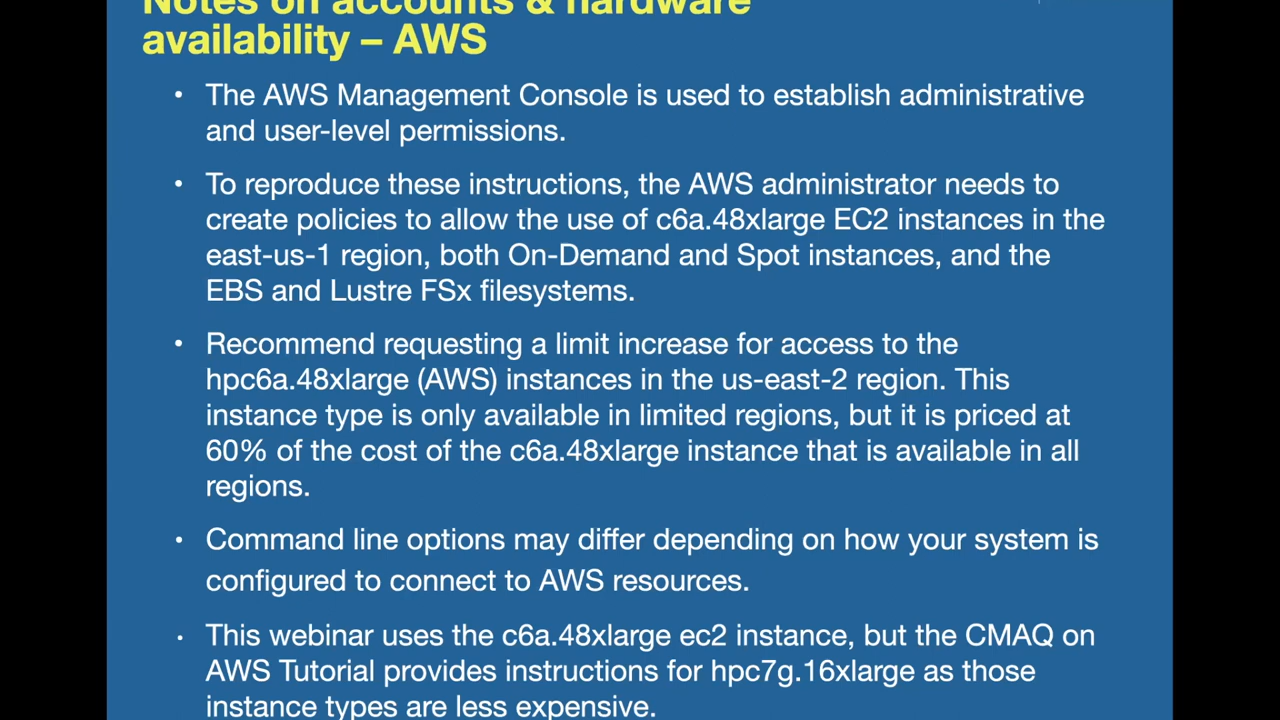 Notes on accounts & hardware
availability – AWS
• The AWS Management Console is used to establish administrative
and user-level permissions.
• To reproduce these instructions, the AWS administrator needs to
create policies to allow the use of c6a.48xlarge EC2 instances in the
east-us-1 region, both On-Demand and Spot instances, and the
EBS and Lustre FSx filesystems.
• Recommend requesting a limit increase for access to the
hpc6a.48xlarge (AWS) instances in the us-east-2 region. This
instance type is only available in limited regions, but it is priced at
60% of the cost of the c6a.48xlarge instance that is available in all
regions.
• Command line options may differ depending on how your system is
configured to connect to AWS resources.
• This webinar uses the c6a.48xlarge ec2 instance, but the CMAQ on
AWS Tutorial provides instructions for hpc7g.16xlarge as those
instance types are less expensive.